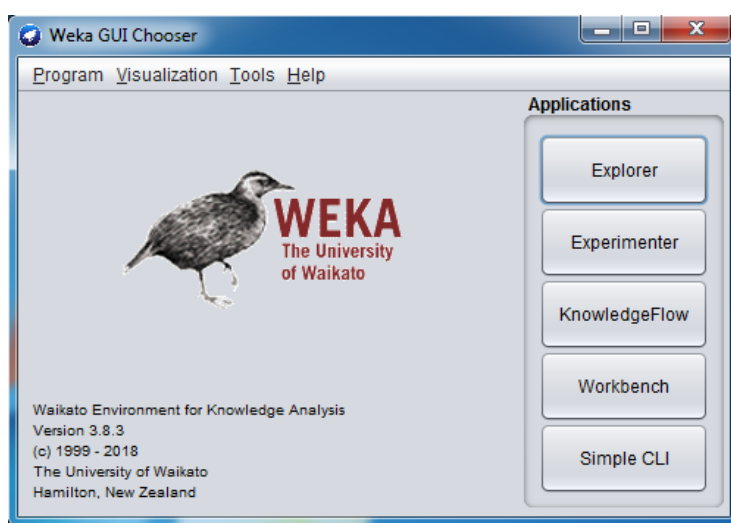 Weka GUI Chooser
Program Visualization Tools Help
Applications
Explorer
Experimenter
KnowledgeFlow
Workbench
Simple CLI
WEKA
The University
of Waikato
Waikato Environment for Knowledge Analysis
Version 3.8.3
(c) 1999 - 2018
The University of Waikato
Hamilton, New Zealand